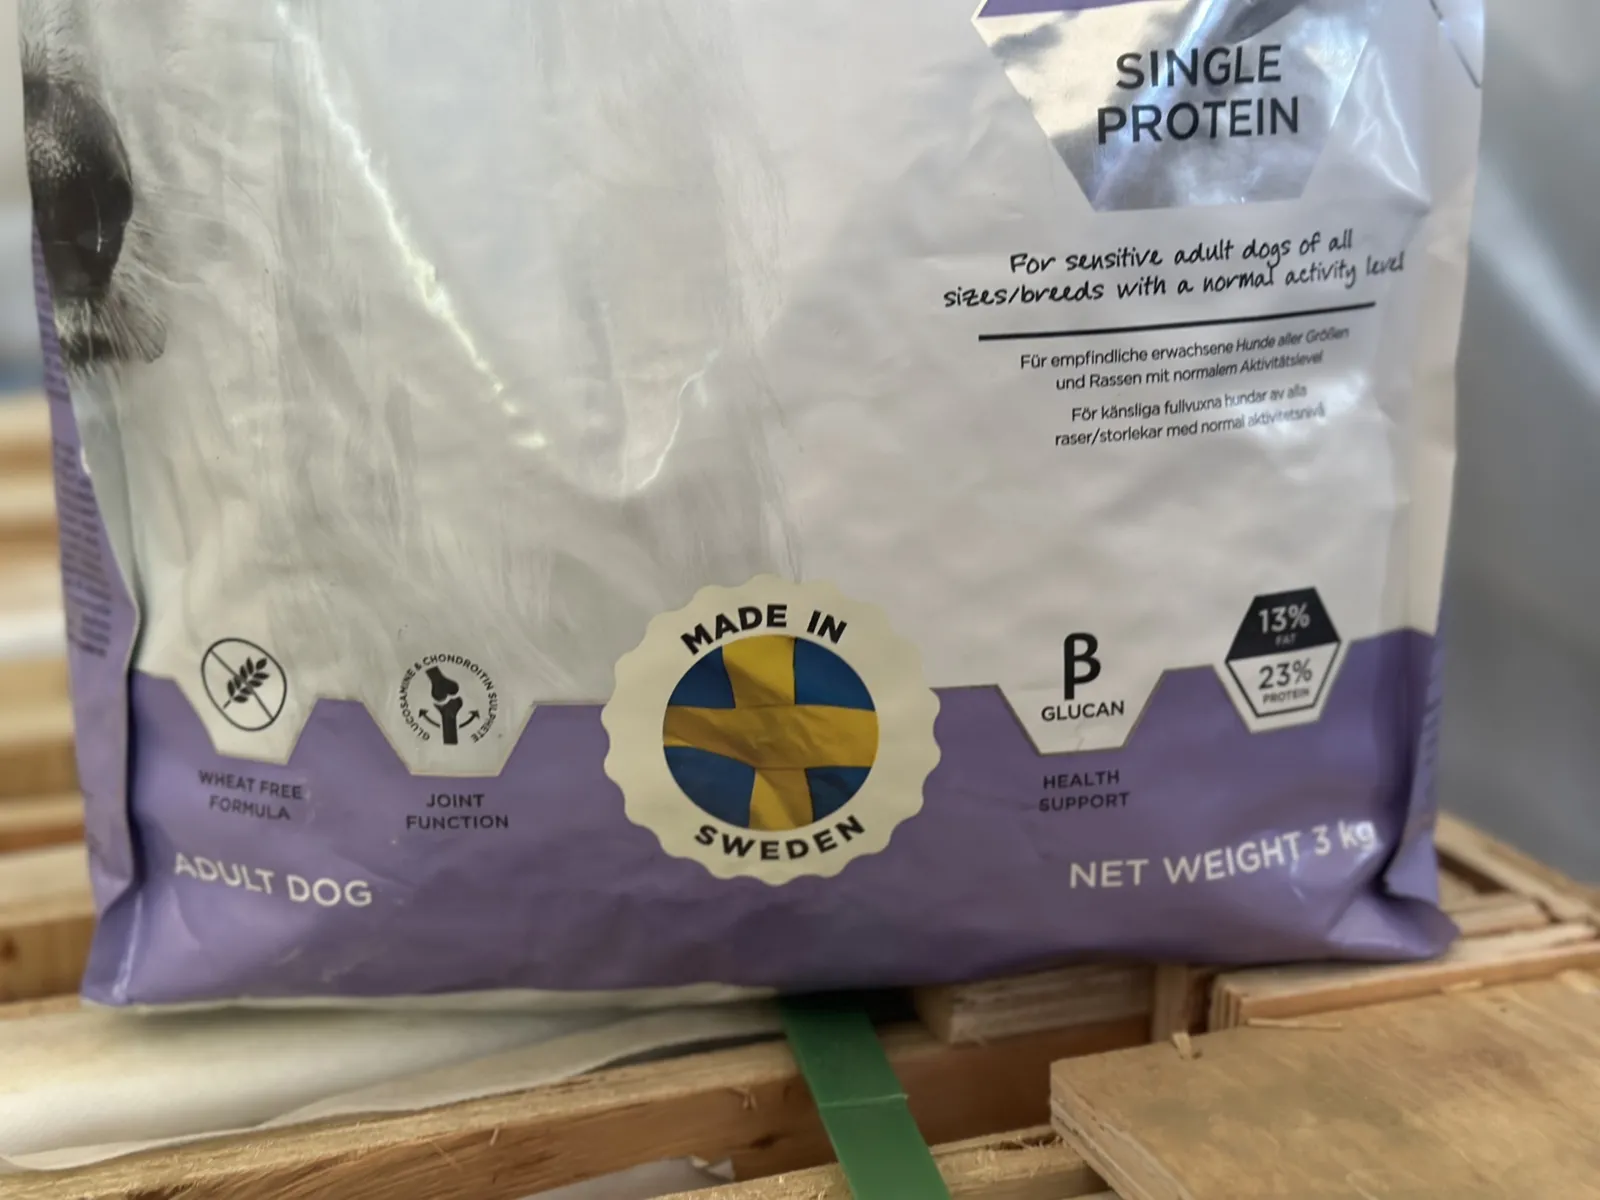 SINGLE
PROTEIN
For sensitive adult dogs of all
sizes/breeds with a normal activity level
Für empfindliche erwachsene Hunde aller Größen
und Rassen mit normalem Aktivitätslevel
För känsliga fullvuxna hundar av alla
raser/storlekar med normal aktivitetsnivå
WHEAT FREE
FORMULA
GLUCOSAMINE & CHONDROITIN SULPHETE
JOINT
FUNCTION
MADE IN
SWEDEN
β
GLUCAN
HEALTH
SUPPORT
13%
FAT
23%
PROTEIN
ADULT DOG
NET WEIGHT 3 kg